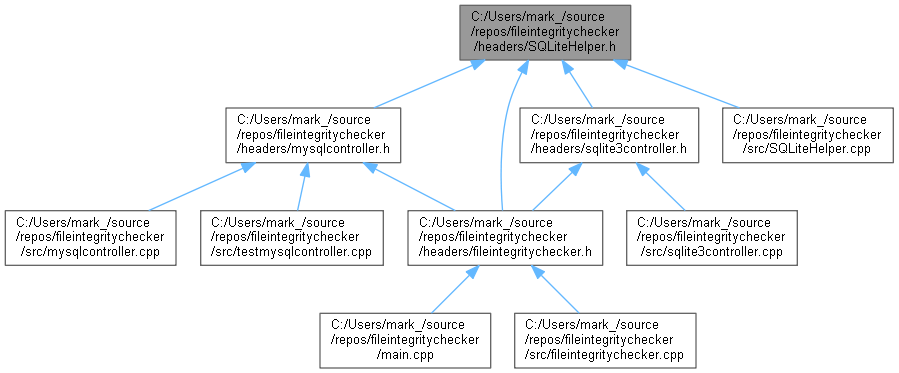 C:/Users/mark_/source
/repos/fileintegritychecker
/headers/SQLiteHelper.h
C:/Users/mark_/source
/repos/fileintegritychecker
/headers/mysqlcontroller.h
C:/Users/mark_/source
/repos/fileintegritychecker
/headers/sqlite3controller.h
C:/Users/mark_/source
/repos/fileintegritychecker
/src/SQLiteHelper.cpp
C:/Users/mark_/source
/repos/fileintegritychecker
/src/mysqlcontroller.cpp
C:/Users/mark_/source
/repos/fileintegritychecker
/src/testmysqlcontroller.cpp
C:/Users/mark_/source
/repos/fileintegritychecker
/headers/fileintegritychecker.h
C:/Users/mark_/source
/repos/fileintegritychecker
/src/sqlite3controller.cpp
C:/Users/mark_/source
/repos/fileintegritychecker
/main.cpp
C:/Users/mark_/source
/repos/fileintegritychecker
/src/fileintegritychecker.cpp